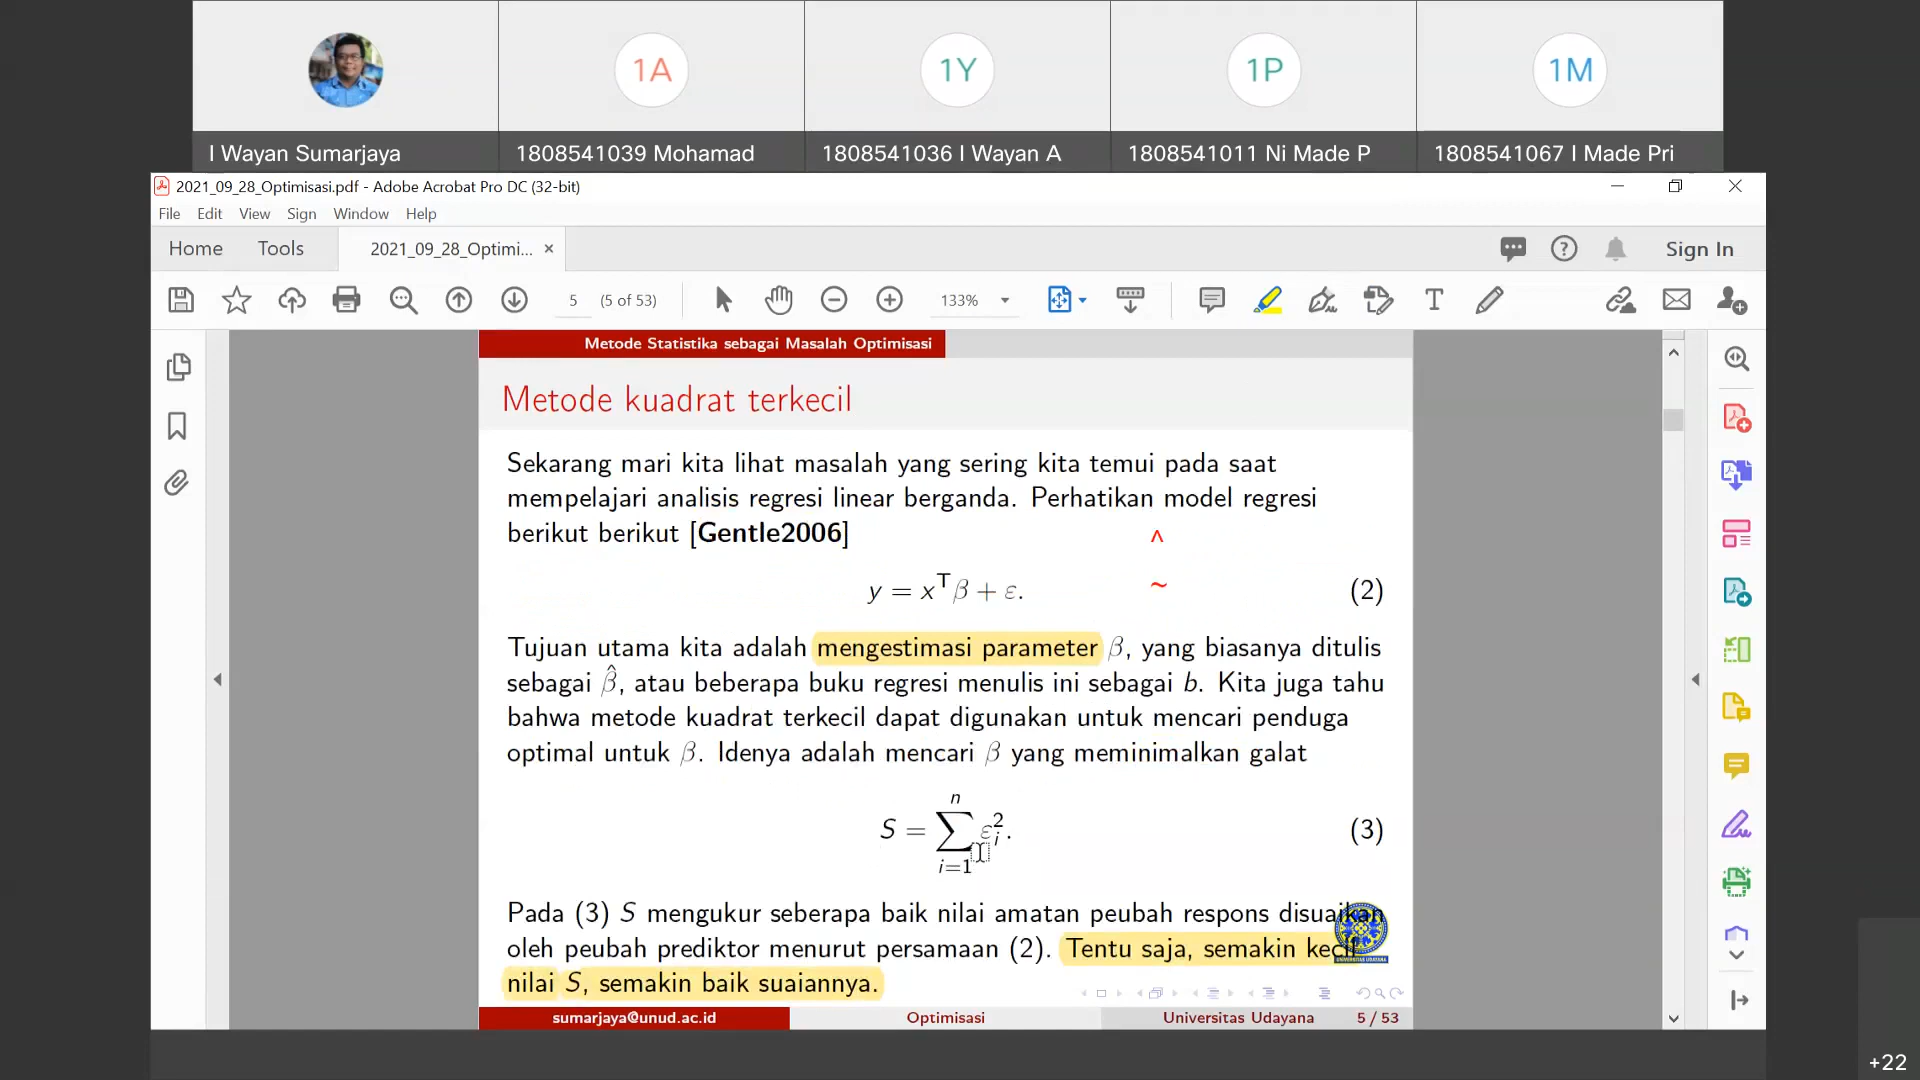 1A
1Y
1P
1M
I Wayan Sumarjaya
1808541039 Mohamad
1808541036 I Wayan A
1808541011 Ni Made P
1808541067 I Made Pri
2021_09_28_Optimisasi.pdf - Adobe Acrobat Pro DC (32-bit)
File Edit View Sign Window Help
Home Tools 2021_09_28_Optimi... × Sign In
5 (5 of 53) 133%
Metode Statistika sebagai Masalah Optimisasi
Metode kuadrat terkecil
Sekarang mari kita lihat masalah yang sering kita temui pada saat
mempelajari analisis regresi linear berganda. Perhatikan model regresi
berikut berikut [Gentle2006]
^
y = xᵀβ + ε. (2)
~
Tujuan utama kita adalah mengestimasi parameter β, yang biasanya ditulis
sebagai β̂, atau beberapa buku regresi menulis ini sebagai b. Kita juga tahu
bahwa metode kuadrat terkecil dapat digunakan untuk mencari penduga
optimal untuk β. Idenya adalah mencari β yang meminimalkan galat
S = ∑ⁿᵢ₌₁ εᵢ². (3)
Pada (3) S mengukur seberapa baik nilai amatan peubah respons disuaikan
oleh peubah prediktor menurut persamaan (2). Tentu saja, semakin kecil
nilai S, semakin baik suaiannya.
UNIVERSITAS UDAYANA
sumarjaya@unud.ac.id Optimisasi Universitas Udayana 5 / 53
+22